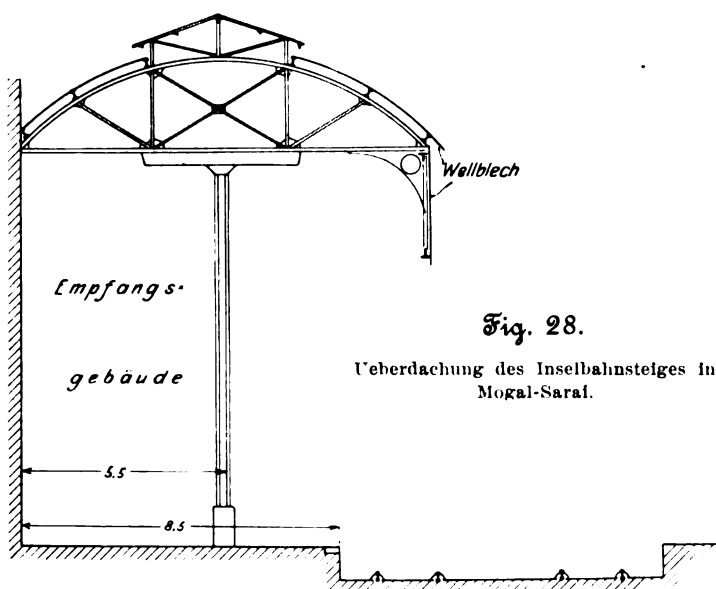 Wellblech
Empfangs-
gebäude
Fig. 28.
Ueberdachung des Inselbahnsteiges in
Mogal-Sarai.
5.5
8.5